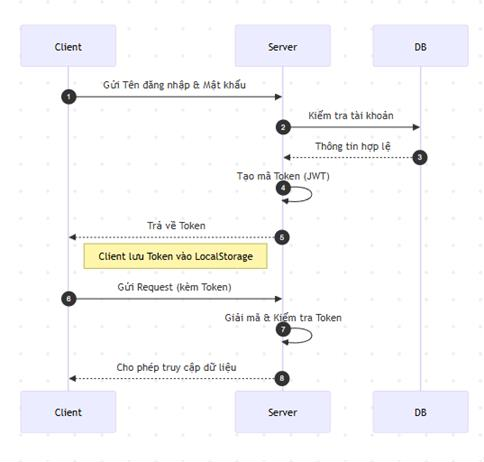 Client Server DB
1 Gửi Tên đăng nhập & Mật khẩu
2 Kiểm tra tài khoản
3 Thông tin hợp lệ
4 Tạo mã Token (JWT)
5 Trả về Token
Client lưu Token vào LocalStorage
6 Gửi Request (kèm Token)
7 Giải mã & Kiểm tra Token
8 Cho phép truy cập dữ liệu
Client Server DB